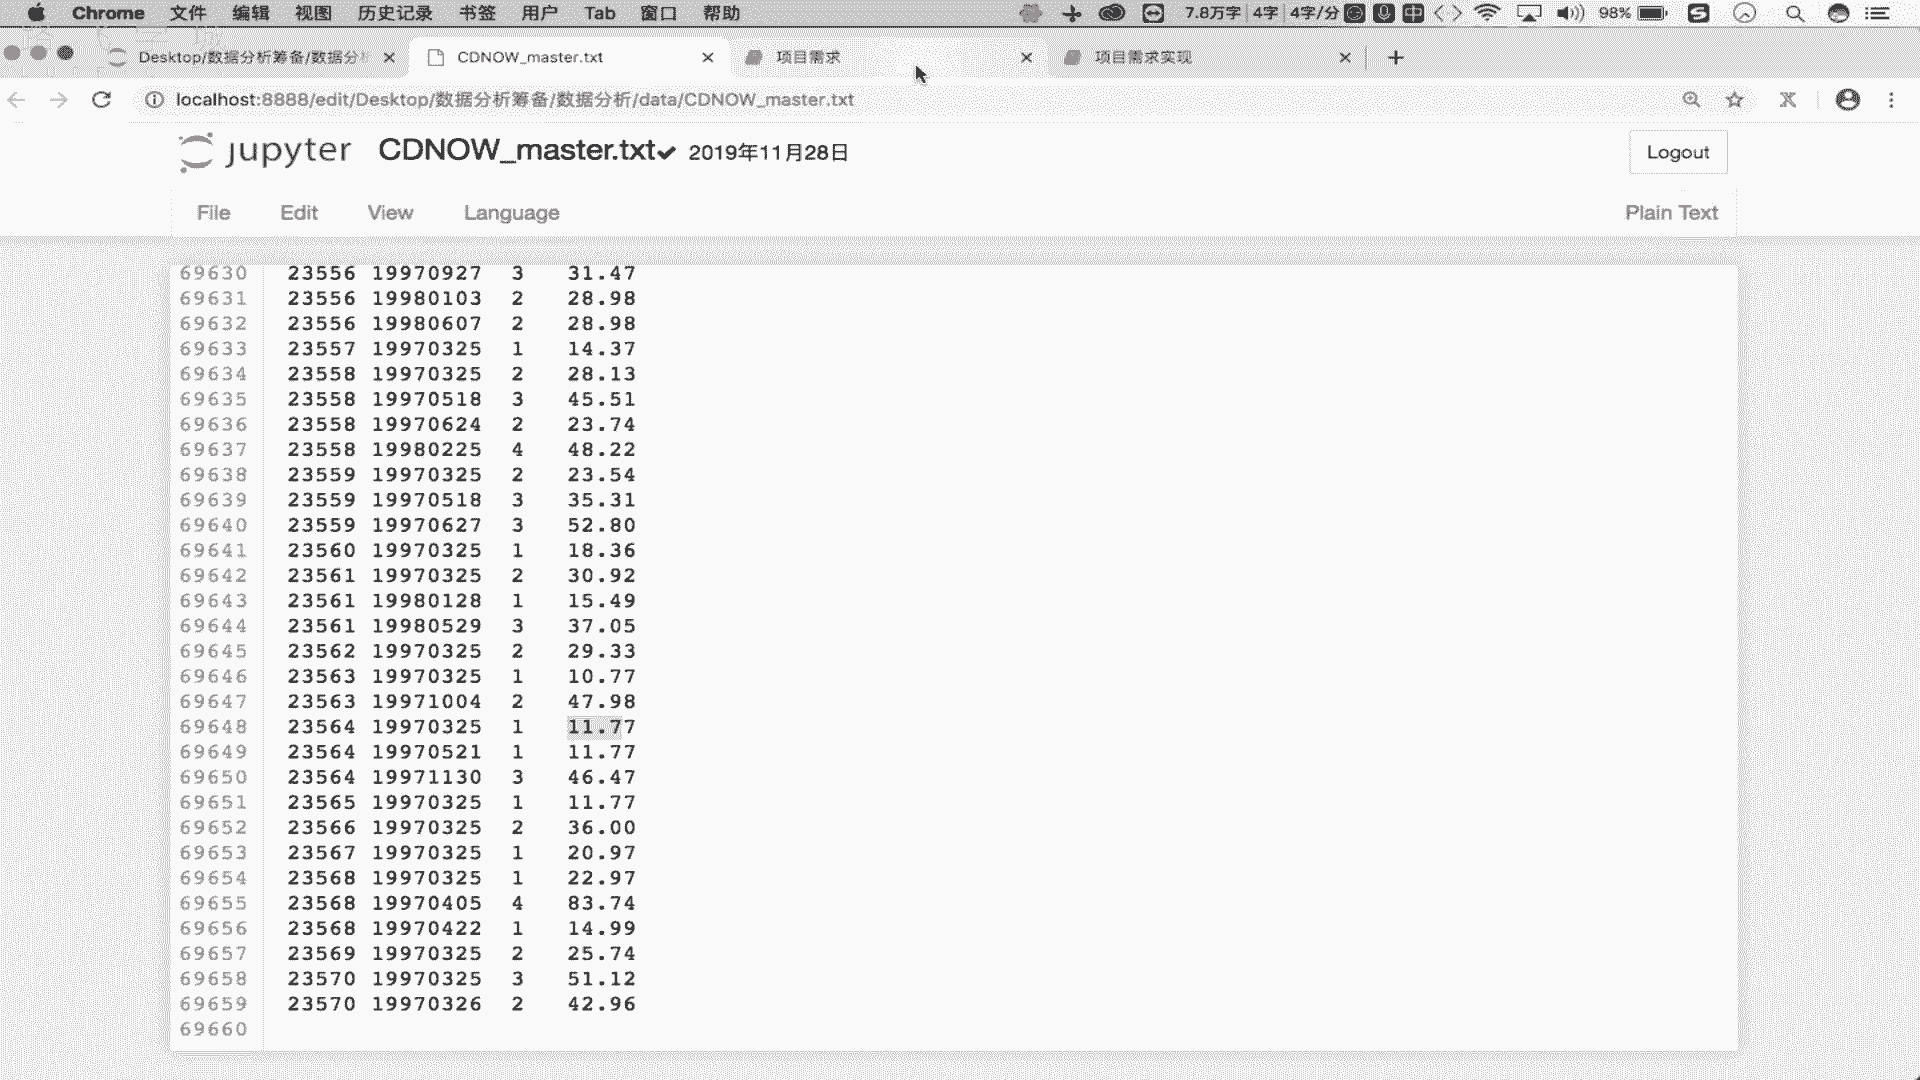 Chrome 文件 编辑 视图 历史记录 书签 用户 Tab 窗口 帮助 7.8万字 4字 4字/分 中 98%
Desktop/数据分析筹备/数据分析 CDNOW_master.txt 项目需求 项目需求实现
localhost:8888/edit/Desktop/数据分析筹备/数据分析/data/CDNOW_master.txt
jupyter CDNOW_master.txt 2019年11月28日 Logout
File Edit View Language Plain Text
69630 23556 19970927 3 31.47
69631 23556 19980103 2 28.98
69632 23556 19980607 2 28.98
69633 23557 19970325 1 14.37
69634 23558 19970325 2 28.13
69635 23558 19970518 3 45.51
69636 23558 19970624 2 23.74
69637 23558 19980225 4 48.22
69638 23559 19970325 2 23.54
69639 23559 19970518 3 35.31
69640 23559 19970627 3 52.80
69641 23560 19970325 1 18.36
69642 23561 19970325 2 30.92
69643 23561 19980128 1 15.49
69644 23561 19980529 3 37.05
69645 23562 19970325 2 29.33
69646 23563 19970325 1 10.77
69647 23563 19971004 2 47.98
69648 23564 19970325 1 11.77
69649 23564 19970521 1 11.77
69650 23564 19971130 3 46.47
69651 23565 19970325 1 11.77
69652 23566 19970325 2 36.00
69653 23567 19970325 1 20.97
69654 23568 19970325 1 22.97
69655 23568 19970405 4 83.74
69656 23568 19970422 1 14.99
69657 23569 19970325 2 25.74
69658 23570 19970325 3 51.12
69659 23570 19970326 2 42.96
69660